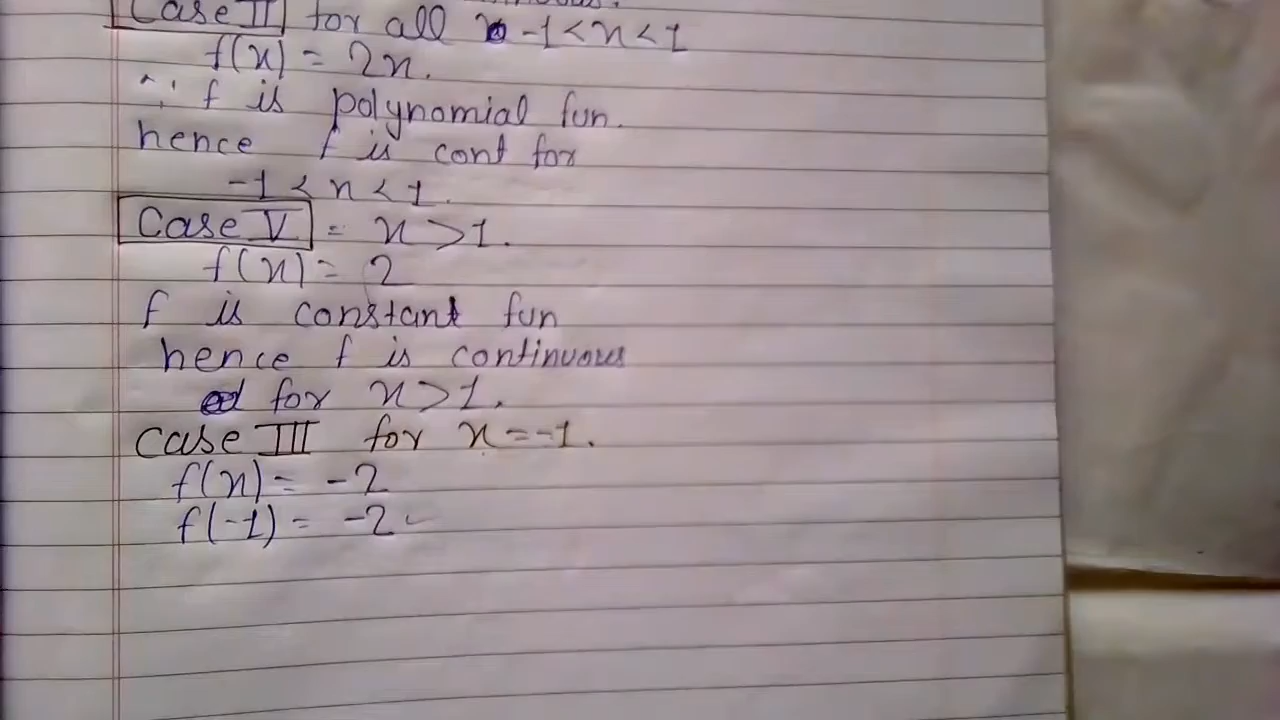 Case II for all -1<x<1
f(x) = 2x.
∵ f is polynomial fun.
hence f is cont for
-1 < x < 1.
Case V = x >1.
f(x) = 2
f is constant fun
hence f is continuous
for x >1.
Case III for x = -1.
f(x) = -2
f(-1) = -2